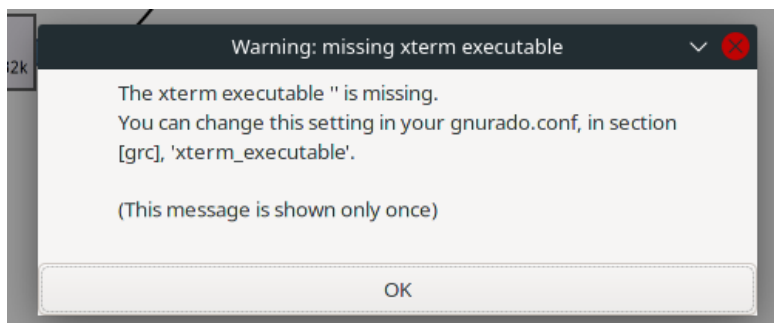 Warning: missing xterm executable
32k
The xterm executable '' is missing.
You can change this setting in your gnurado.conf, in section
[grc], 'xterm_executable'.
(This message is shown only once)
OK